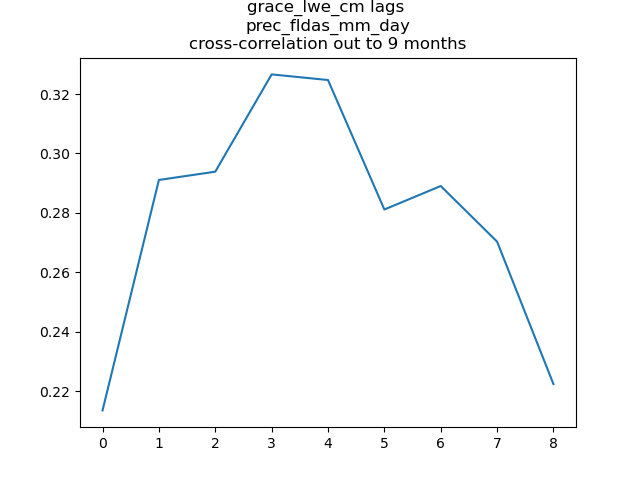 grace_lwe_cm lags
prec_fldas_mm_day
cross-correlation out to 9 months
0.32
0.30
0.28
0.26
0.24
0.22
0 1 2 3 4 5 6 7 8